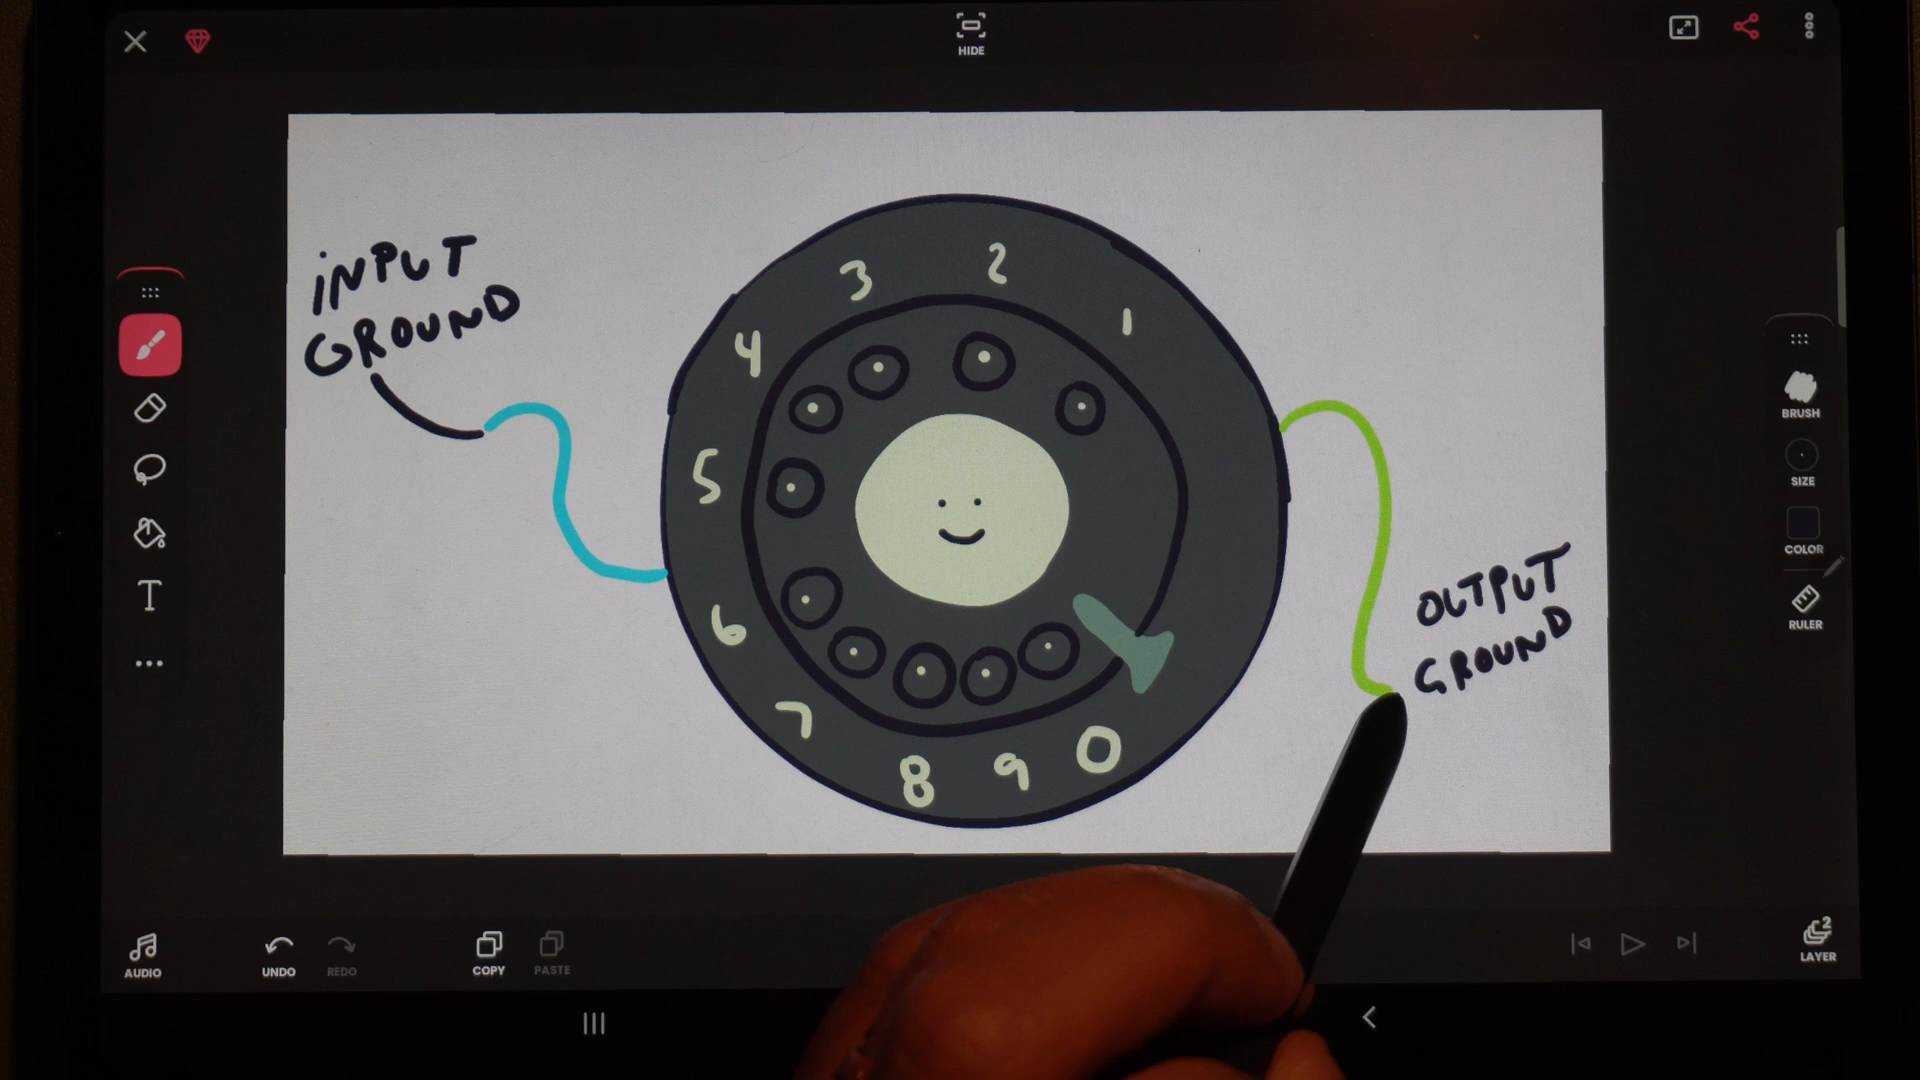 HIDE
INPUT
GROUND
3
2
1
4
5
6
7
8
9
0
OUTPUT
GROUND
BRUSH
SIZE
COLOR
RULER
T
AUDIO
UNDO
REDO
COPY
PASTE
2
LAYER